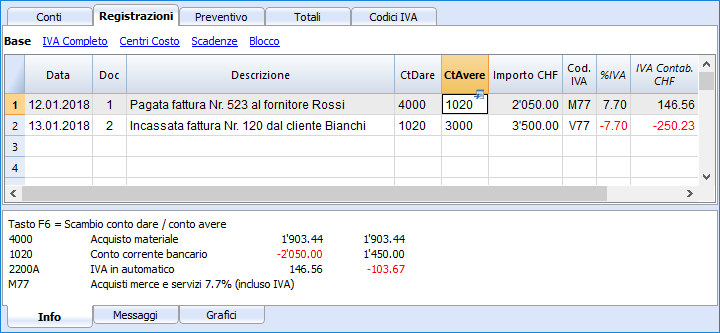 Conti Registrazioni Preventivo Totali Codici IVA
Base IVA Completo Centri Costo Scadenze Blocco
Data Doc Descrizione CtDare CtAvere Importo CHF Cod. IVA %IVA IVA Contab. CHF
1 12.01.2018 1 Pagata fattura Nr. 523 al fornitore Rossi 4000 1020 2'050.00 M77 7.70 146.56
2 13.01.2018 2 Incassata fattura Nr. 120 dal cliente Bianchi 1020 3000 3'500.00 V77 -7.70 -250.23
3
4
Tasto F6 = Scambio conto dare / conto avere
4000 Acquisto materiale 1'903.44 1'903.44
1020 Conto corrente bancario -2'050.00 1'450.00
2200A IVA in automatico 146.56 -103.67
M77 Acquisti merce e servizi 7.7% (incluso IVA)
Info Messaggi Grafici